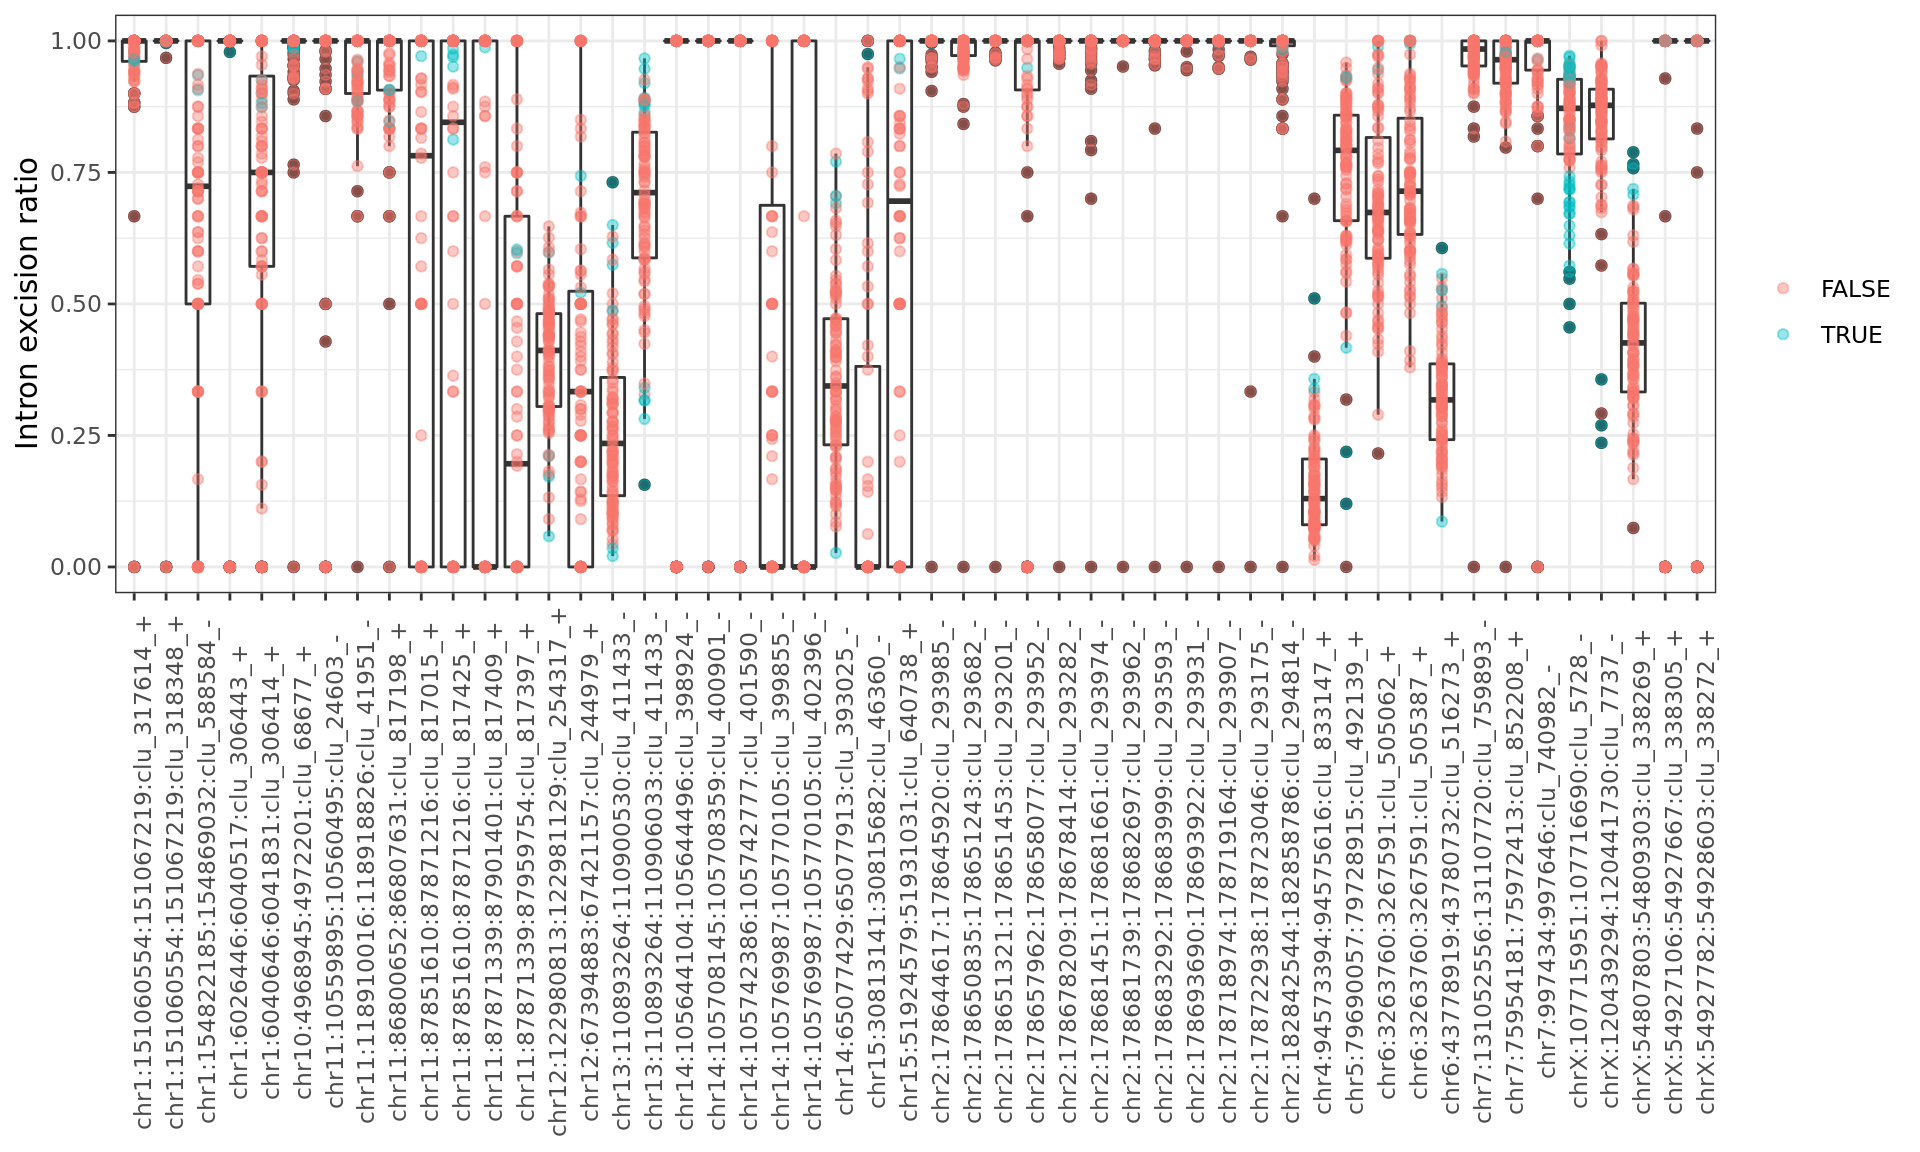 Intron excision ratio
1.00
0.75
0.50
0.25
0.00
FALSE
TRUE
chr1:151060554:151067219:clu_317614_+
chr1:151060554:151067219:clu_318348_+
chr1:154822185:154869032:clu_588584_-
chr1:6026446:6040517:clu_306443_+
chr1:6040646:6041831:clu_306414_+
chr10:4968945:4972201:clu_68677_+
chr11:10559895:10560495:clu_24603_-
chr11:118910016:118918826:clu_41951_-
chr11:86800652:86807631:clu_817198_+
chr11:87851610:87871216:clu_817015_+
chr11:87851610:87871216:clu_817425_+
chr11:87871339:87901401:clu_817409_+
chr11:87871339:87959754:clu_817397_+
chr12:122980813:122981129:clu_254317_+
chr12:67394883:67421157:clu_244979_+
chr13:110893264:110900530:clu_411433_-
chr13:110893264:110906033:clu_411433_-
chr14:105644104:105644496:clu_398924_-
chr14:105708145:105708359:clu_400901_-
chr14:105742386:105742777:clu_401590_-
chr14:105769987:105770105:clu_399855_-
chr14:105769987:105770105:clu_402396_-
chr14:65077429:65077913:clu_393025_-
chr15:30813141:30815682:clu_46360_-
chr15:51924579:51931031:clu_640738_+
chr2:178644617:178645920:clu_293985_-
chr2:178650835:178651243:clu_293682_-
chr2:178651321:178651453:clu_293201_-
chr2:178657962:178658077:clu_293952_-
chr2:178678209:178678414:clu_293282_-
chr2:178681451:178681661:clu_293974_-
chr2:178681739:178682697:clu_293962_-
chr2:178683292:178683999:clu_293593_-
chr2:178693690:178693922:clu_293931_-
chr2:178718974:178719164:clu_293907_-
chr2:178722938:178723046:clu_293175_-
chr2:182842544:182858786:clu_294814_-
chr4:94573394:94575616:clu_833147_+
chr5:79690057:79728915:clu_492139_+
chr6:3263760:3267591:clu_505062_+
chr6:3263760:3267591:clu_505387_+
chr6:43778919:43780732:clu_516273_+
chr7:131052556:131107720:clu_759893_-
chr7:75954181:75972413:clu_852208_+
chr7:997434:997646:clu_740982_-
chrX:107715951:107716690:clu_5728_-
chrX:120439294:120441730:clu_7737_-
chrX:54807803:54809303:clu_338269_+
chrX:54927106:54927667:clu_338305_+
chrX:54927782:54928603:clu_338272_+